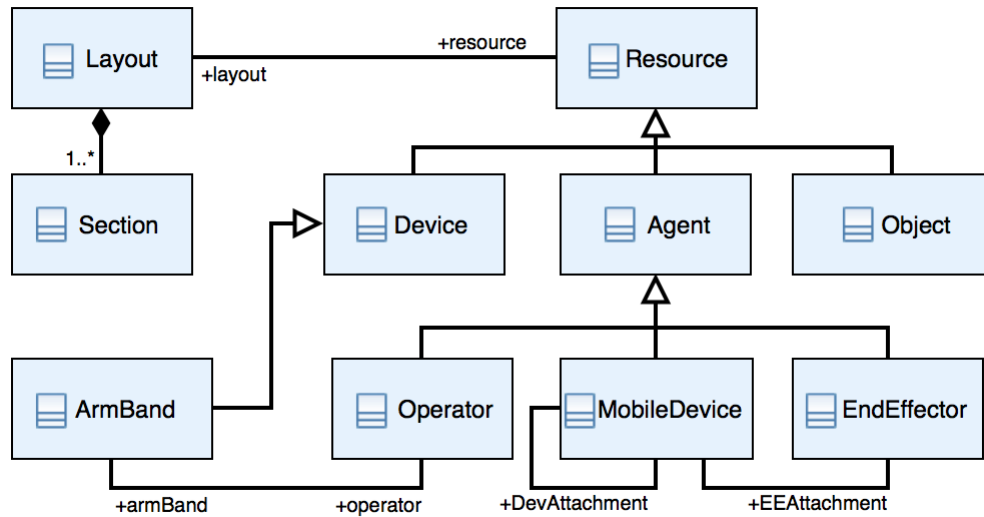 Layout
+resource
Resource
+layout
1..*
Section
Device
Agent
Object
ArmBand
Operator
MobileDevice
EndEffector
+armBand
+operator
+DevAttachment
+EEAttachment